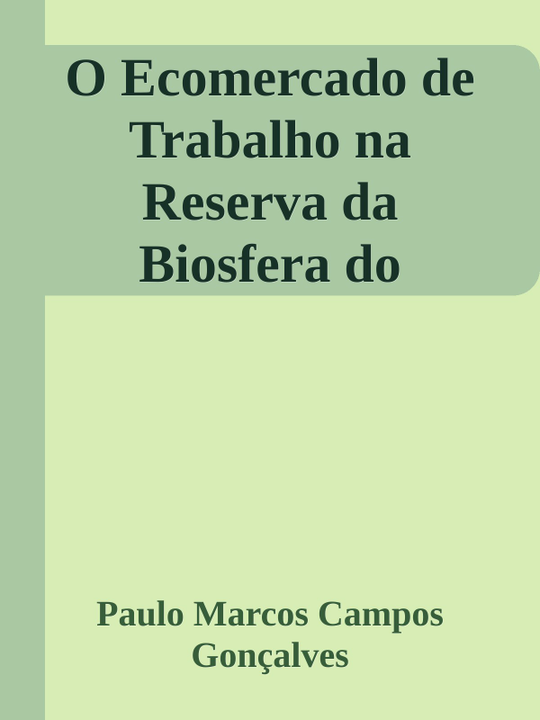 O Ecomercado de
Trabalho na
Reserva da
Biosfera do
Paulo Marcos Campos
Gonçalves